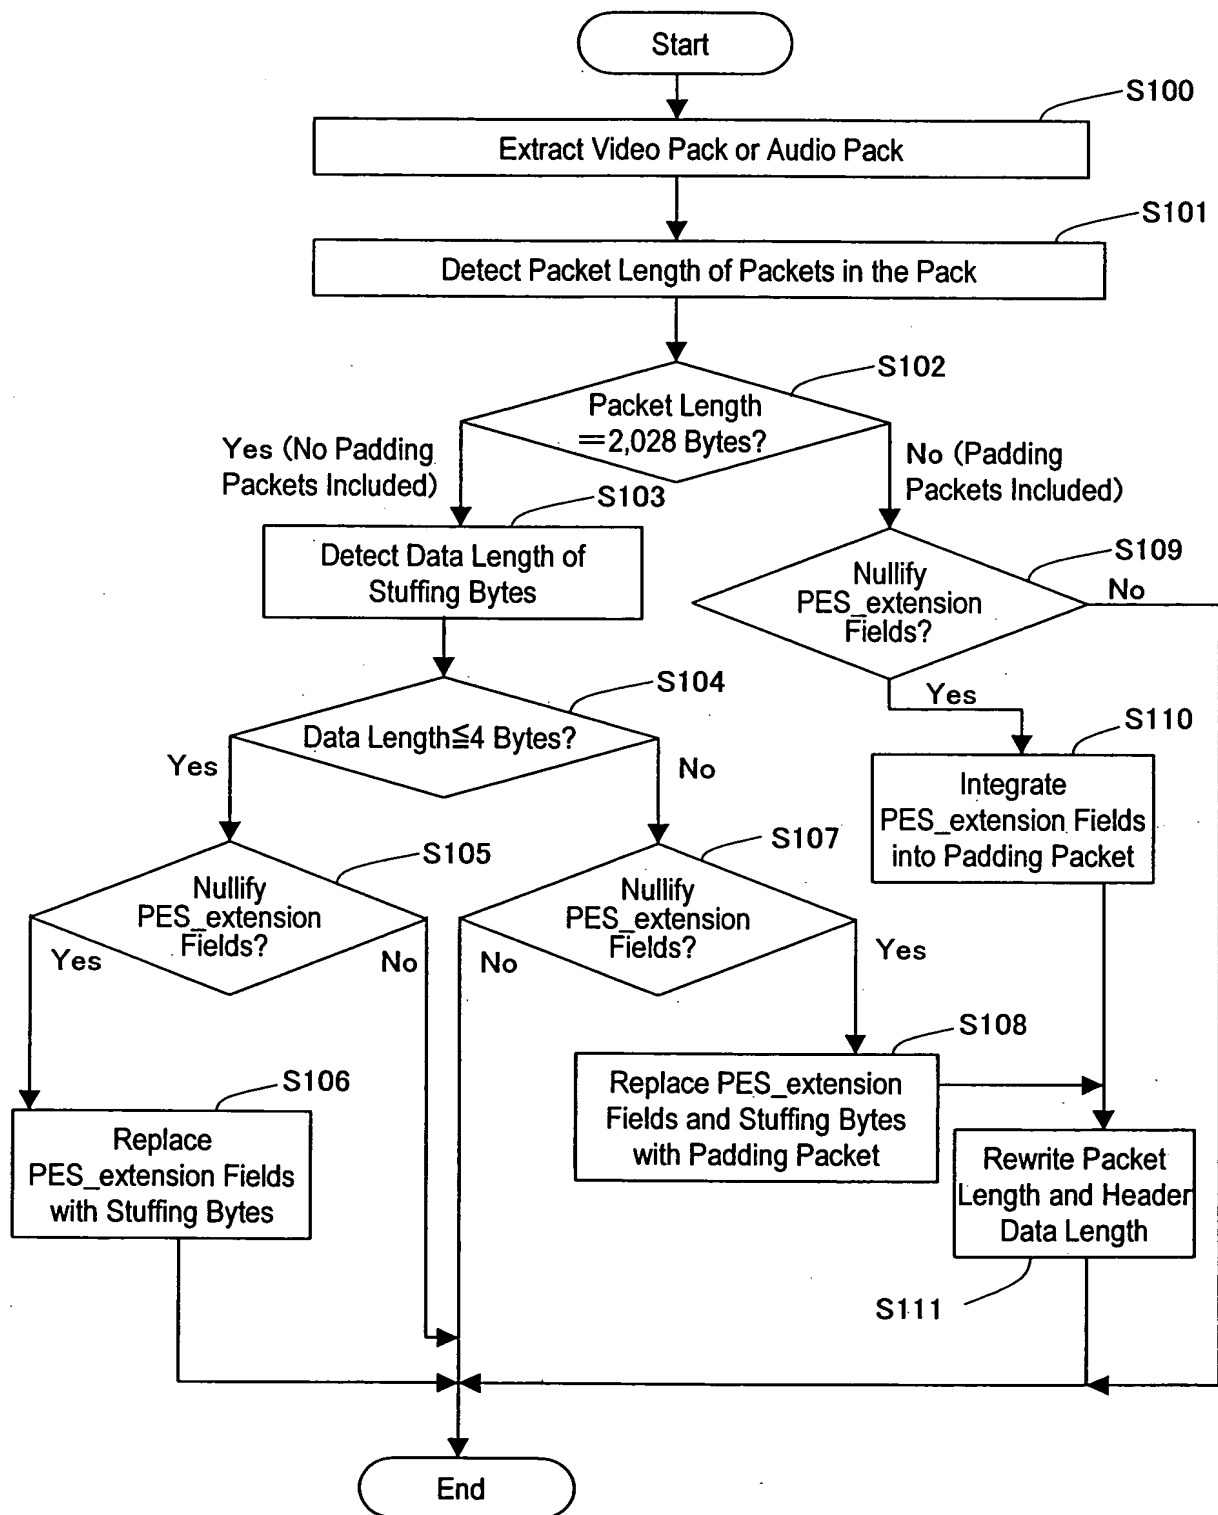 Start
S100
Extract Video Pack or Audio Pack
S101
Detect Packet Length of Packets in the Pack
S102
Packet Length
=2,028 Bytes?
Yes (No Padding
Packets Included)
No (Padding
Packets Included)
S103
Detect Data Length of
Stuffing Bytes
S109
Nullify
PES_extension
Fields?
No
Yes
S104
Data Length≦4 Bytes?
Yes
No
S110
Integrate
PES_extension Fields
into Padding Packet
S105
Nullify
PES_extension
Fields?
Yes
No
S107
Nullify
PES_extension
Fields?
No
Yes
S106
Replace
PES_extension Fields
with Stuffing Bytes
S108
Replace PES_extension
Fields and Stuffing Bytes
with Padding Packet
Rewrite Packet
Length and Header
Data Length
S111
End